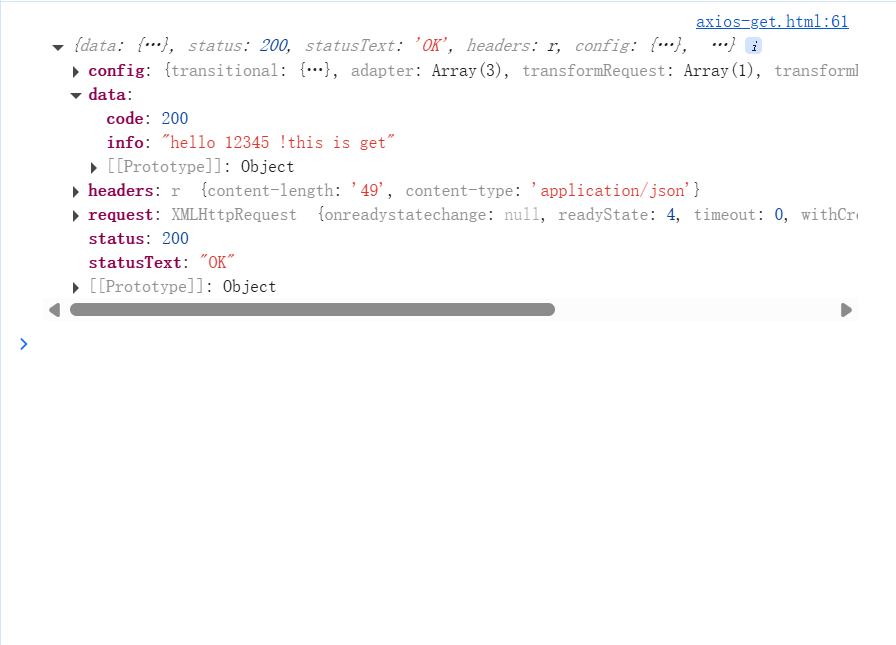 axios-get.html:61
{data: {…}, status: 200, statusText: 'OK', headers: r, config: {…}, …} i
config: {transitional: {…}, adapter: Array(3), transformRequest: Array(1), transform
data:
code: 200
info: "hello 12345 !this is get"
[[Prototype]]: Object
headers: r {content-length: '49', content-type: 'application/json'}
request: XMLHttpRequest {onreadystatechange: null, readyState: 4, timeout: 0, withCre
status: 200
statusText: "OK"
[[Prototype]]: Object